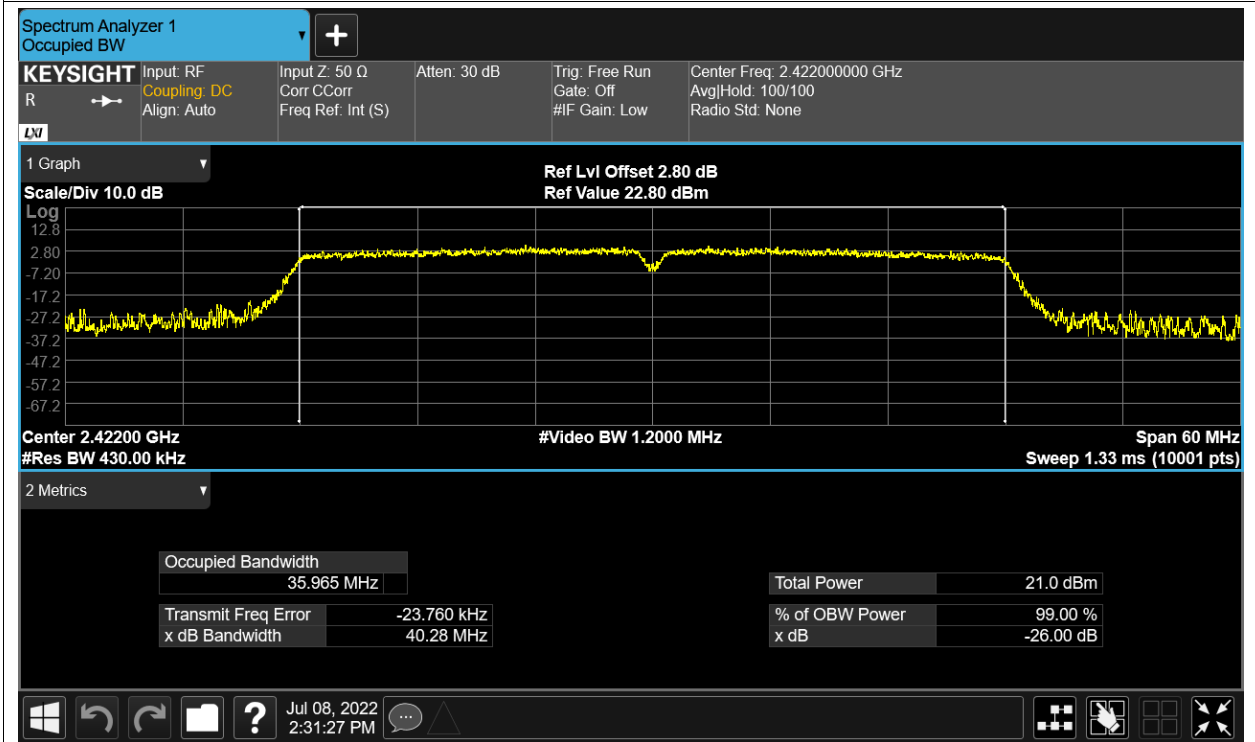 Spectrum Analyzer 1
Occupied BW
KEYSIGHT Input: RF Input Z: 50 Ω Atten: 30 dB Trig: Free Run Center Freq: 2.422000000 GHz
R Coupling: DC Corr CCorr Gate: Off Avg|Hold: 100/100
Align: Auto Freq Ref: Int (S) #IF Gain: Low Radio Std: None
LXI
1 Graph
Ref Lvl Offset 2.80 dB
Scale/Div 10.0 dB Ref Value 22.80 dBm
Log
12.8
2.80
-7.20
-17.2
-27.2
-37.2
-47.2
-57.2
-67.2
Center 2.42200 GHz #Video BW 1.2000 MHz Span 60 MHz
#Res BW 430.00 kHz Sweep 1.33 ms (10001 pts)
2 Metrics
Occupied Bandwidth
35.965 MHz Total Power 21.0 dBm
Transmit Freq Error -23.760 kHz % of OBW Power 99.00 %
x dB Bandwidth 40.28 MHz x dB -26.00 dB
? Jul 08, 2022
2:31:27 PM